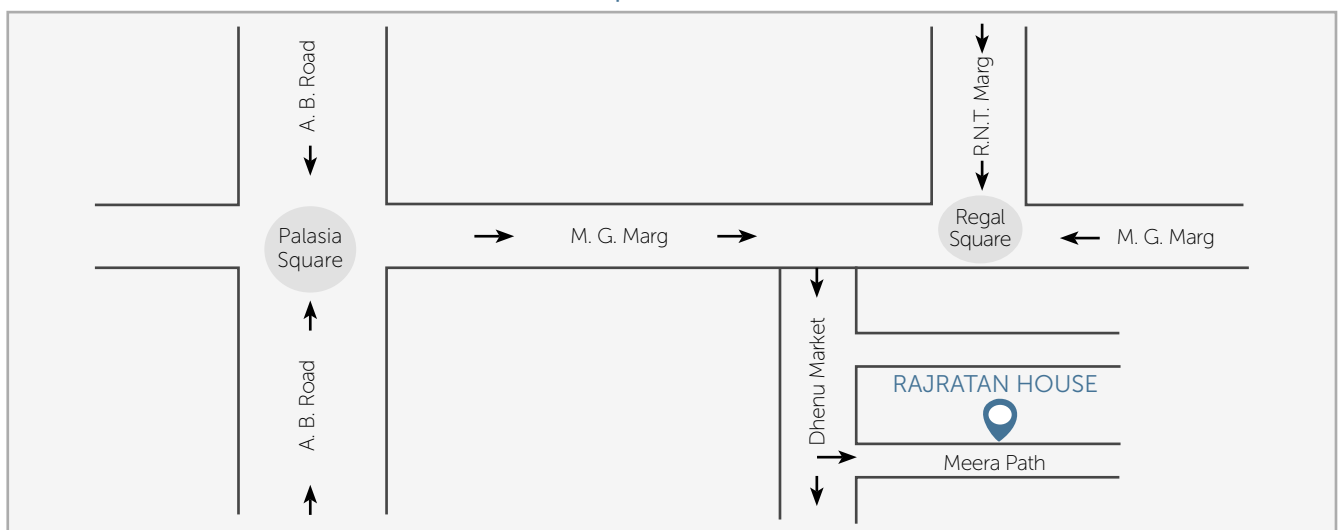 A. B. Road
R.N.T. Marg
Palasia
Square
M. G. Marg
Regal
Square
M. G. Marg
A. B. Road
Dhenu Market
RAJRATAN HOUSE
Meera Path